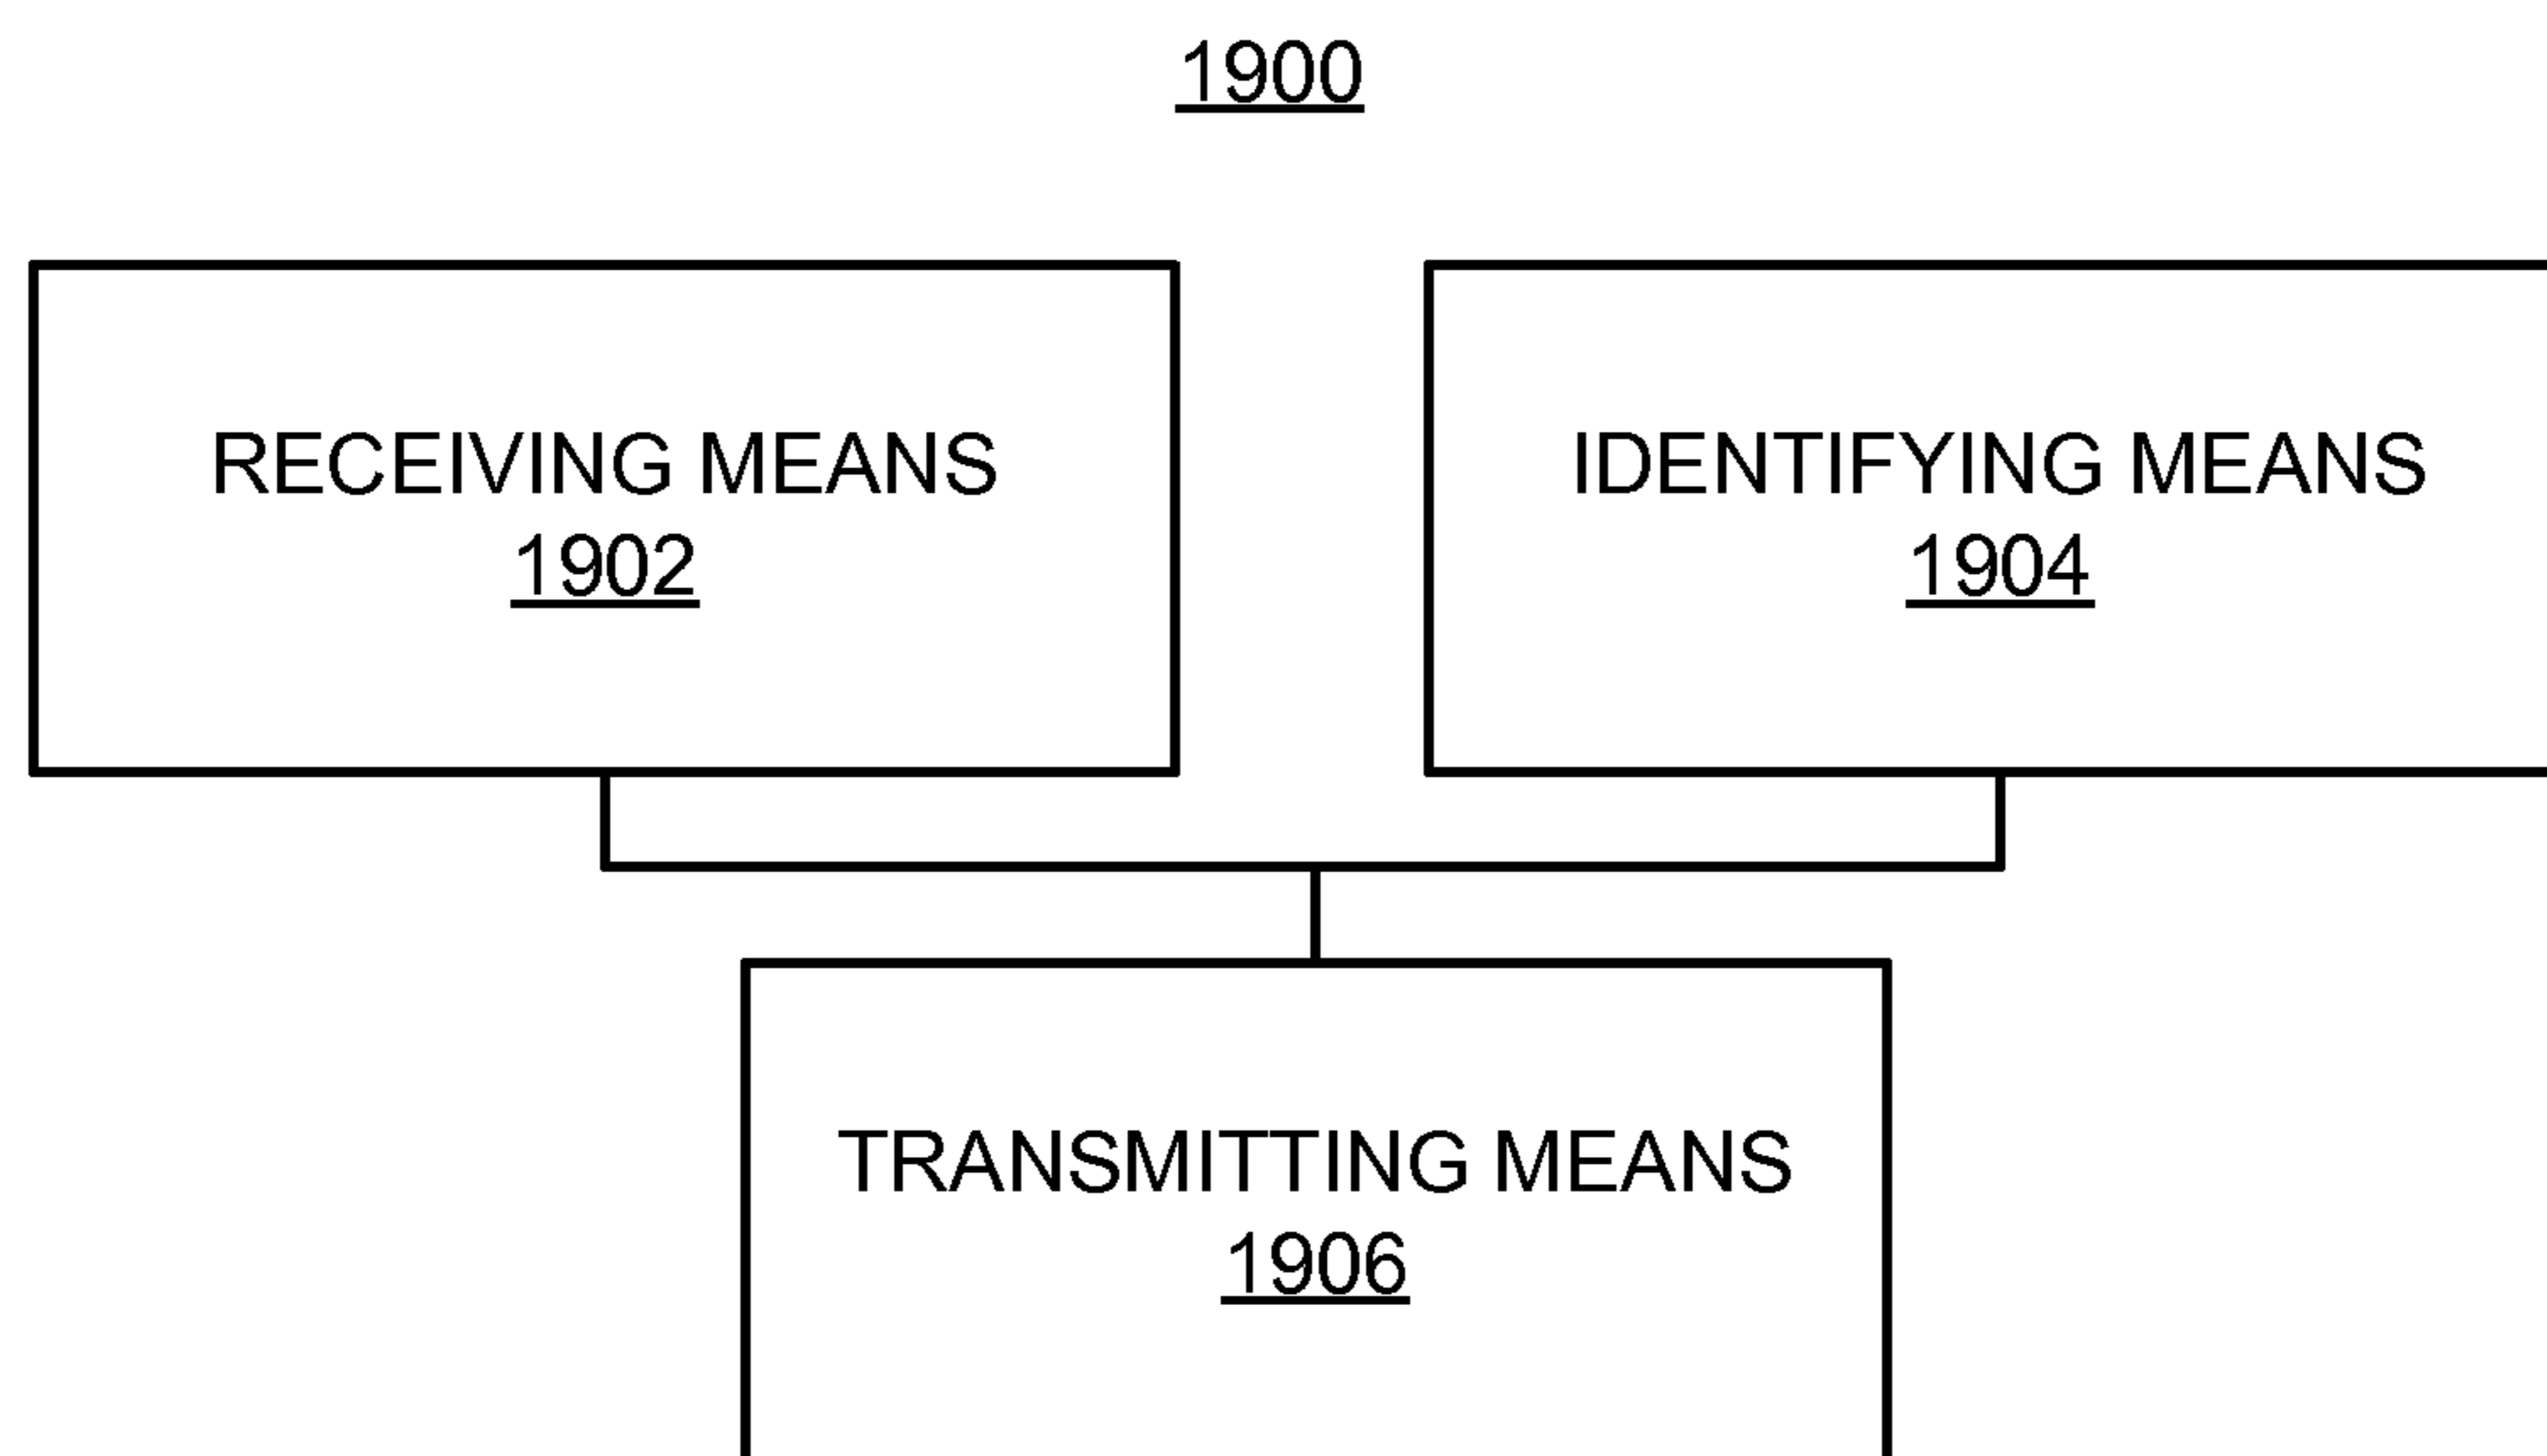 1900
RECEIVING MEANS
1902
IDENTIFYING MEANS
1904
TRANSMITTING MEANS
1906